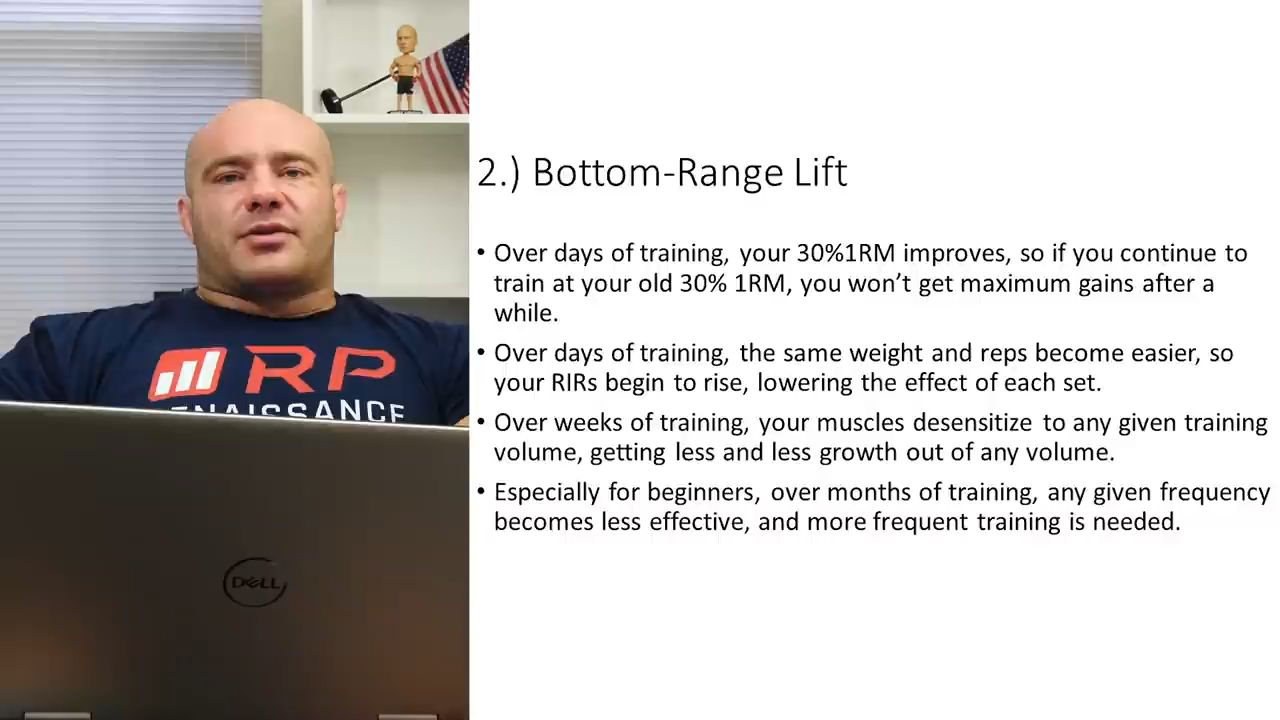 RP
RENAISSANCE
DELL
2.) Bottom-Range Lift
• Over days of training, your 30%1RM improves, so if you continue to
train at your old 30% 1RM, you won’t get maximum gains after a
while.
• Over days of training, the same weight and reps become easier, so
your RIRs begin to rise, lowering the effect of each set.
• Over weeks of training, your muscles desensitize to any given training
volume, getting less and less growth out of any volume.
• Especially for beginners, over months of training, any given frequency
becomes less effective, and more frequent training is needed.